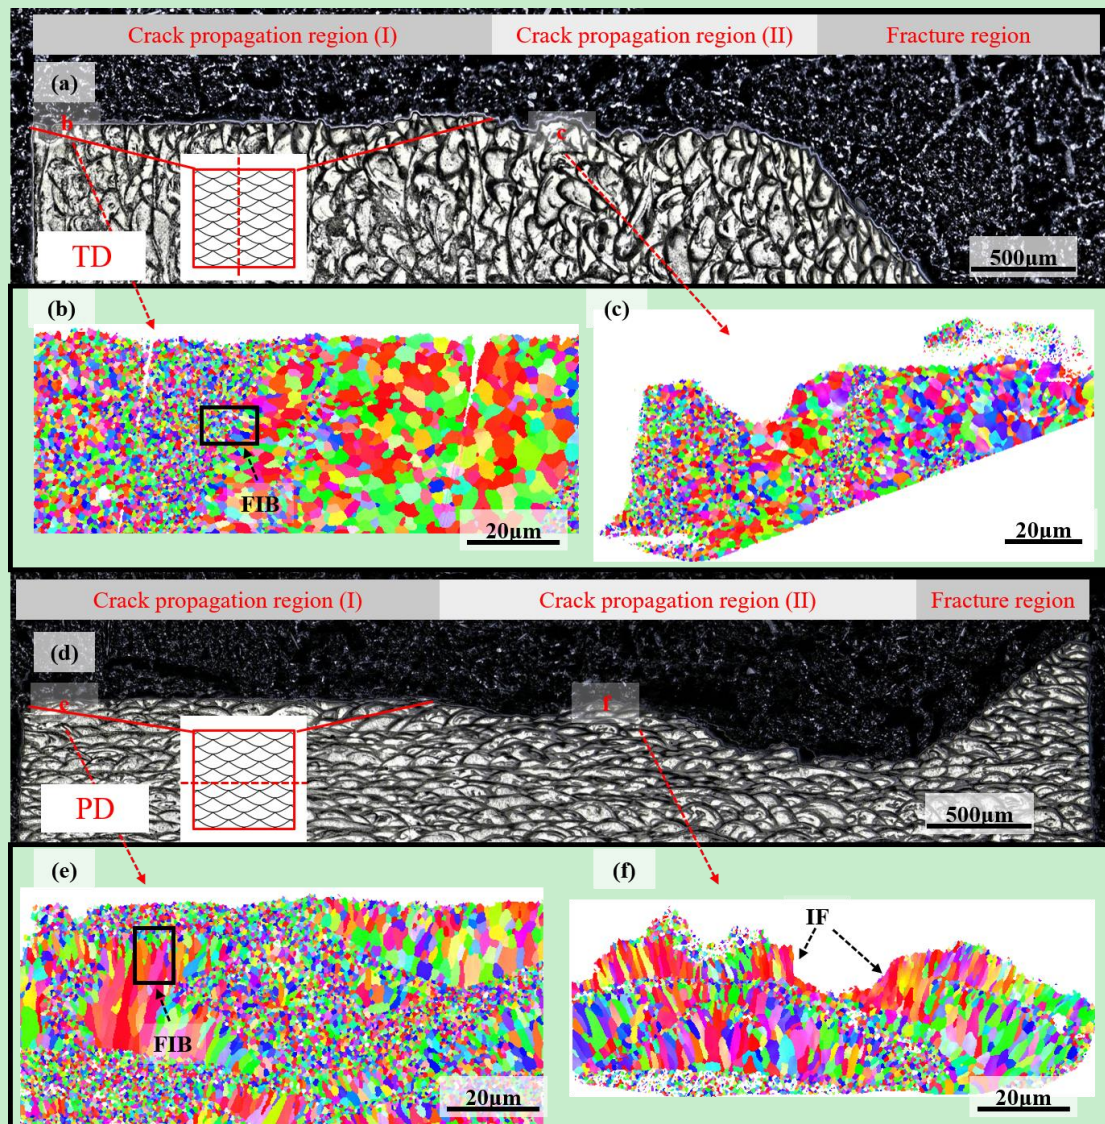 Crack propagation region (I)
Crack propagation region (II)
Fracture region
(a)
b
c
TD
500μm
(b)
FIB
20μm
(c)
20μm
Crack propagation region (I)
Crack propagation region (II)
Fracture region
(d)
e
f
PD
500μm
(e)
FIB
20μm
(f)
IF
20μm